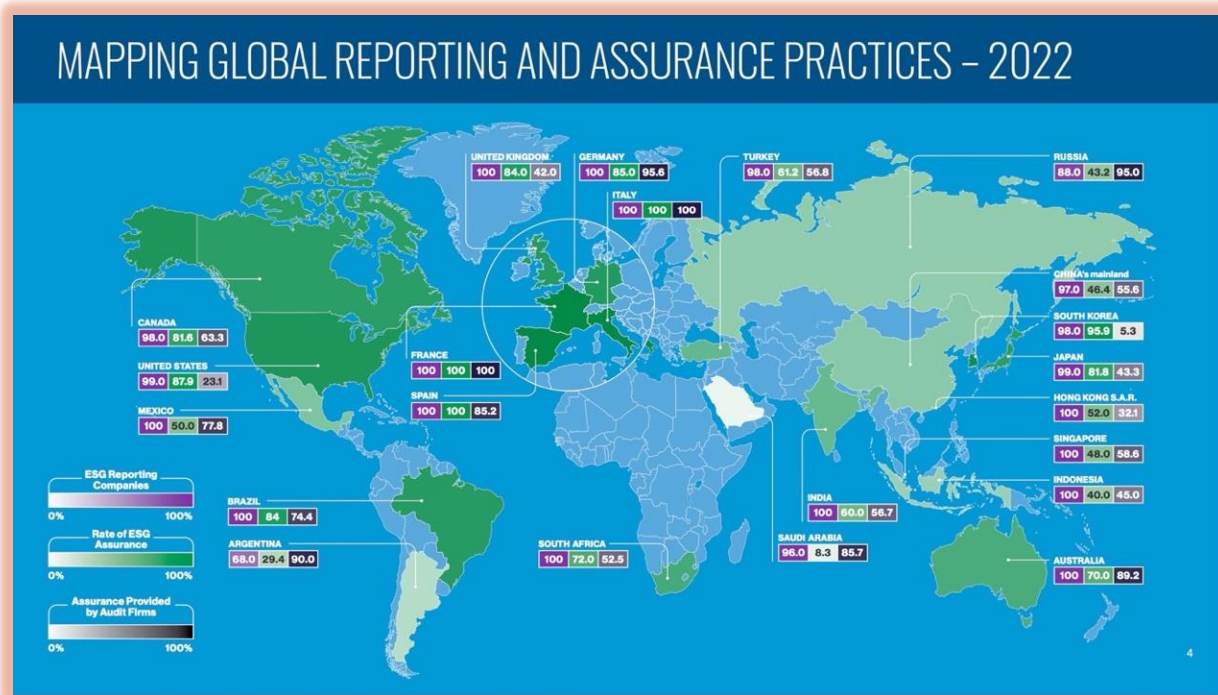 MAPPING GLOBAL REPORTING AND ASSURANCE PRACTICES – 2022
UNITED KINGDOM
100 84.0 42.0
GERMANY
100 85.0 95.6
ITALY
100 100 100
TURKEY
98.0 61.2 56.8
RUSSIA
88.0 43.2 95.0
CHINA's mainland
97.0 46.4 55.6
SOUTH KOREA
98.0 95.9 5.3
JAPAN
99.0 81.8 43.3
HONG KONG S.A.R.
100 52.0 32.1
SINGAPORE
100 48.0 58.6
INDONESIA
100 40.0 45.0
CANADA
98.0 81.6 63.3
UNITED STATES
99.0 87.9 23.1
MEXICO
100 50.0 77.8
FRANCE
100 100 100
SPAIN
100 100 85.2
BRAZIL
100 84 74.4
ARGENTINA
68.0 29.4 90.0
SOUTH AFRICA
100 72.0 52.5
INDIA
100 60.0 56.7
SAUDI ARABIA
96.0 8.3 85.7
AUSTRALIA
100 70.0 89.2
ESG Reporting
Companies
0% 100%
Rate of ESG
Assurance
0% 100%
Assurance Provided
by Audit Firms
0% 100%
4